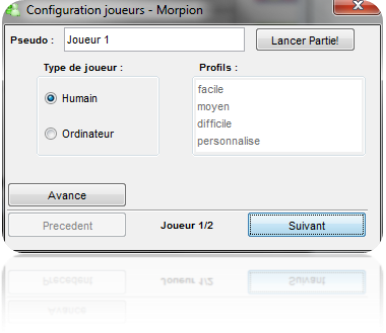 Configuration joueurs - Morpion
Pseudo : Joueur 1 Lancer Partie!
Type de joueur : Profils :
Humain
Ordinateur
facile
moyen
difficile
personnalise
Avance
Precedent Joueur 1/2 Suivant